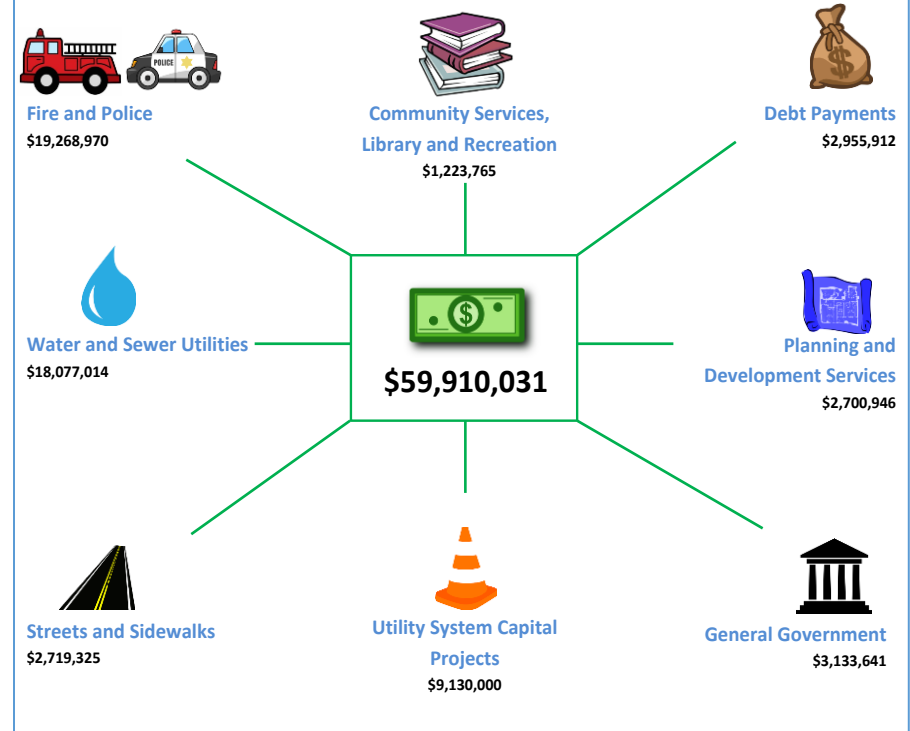 POLICE
Fire and Police
$19,268,970
Community Services,
Library and Recreation
$1,223,765
Debt Payments
$2,955,912
$
Water and Sewer Utilities
$18,077,014
$
$59,910,031
Planning and
Development Services
$2,700,946
Streets and Sidewalks
$2,719,325
Utility System Capital
Projects
$9,130,000
General Government
$3,133,641